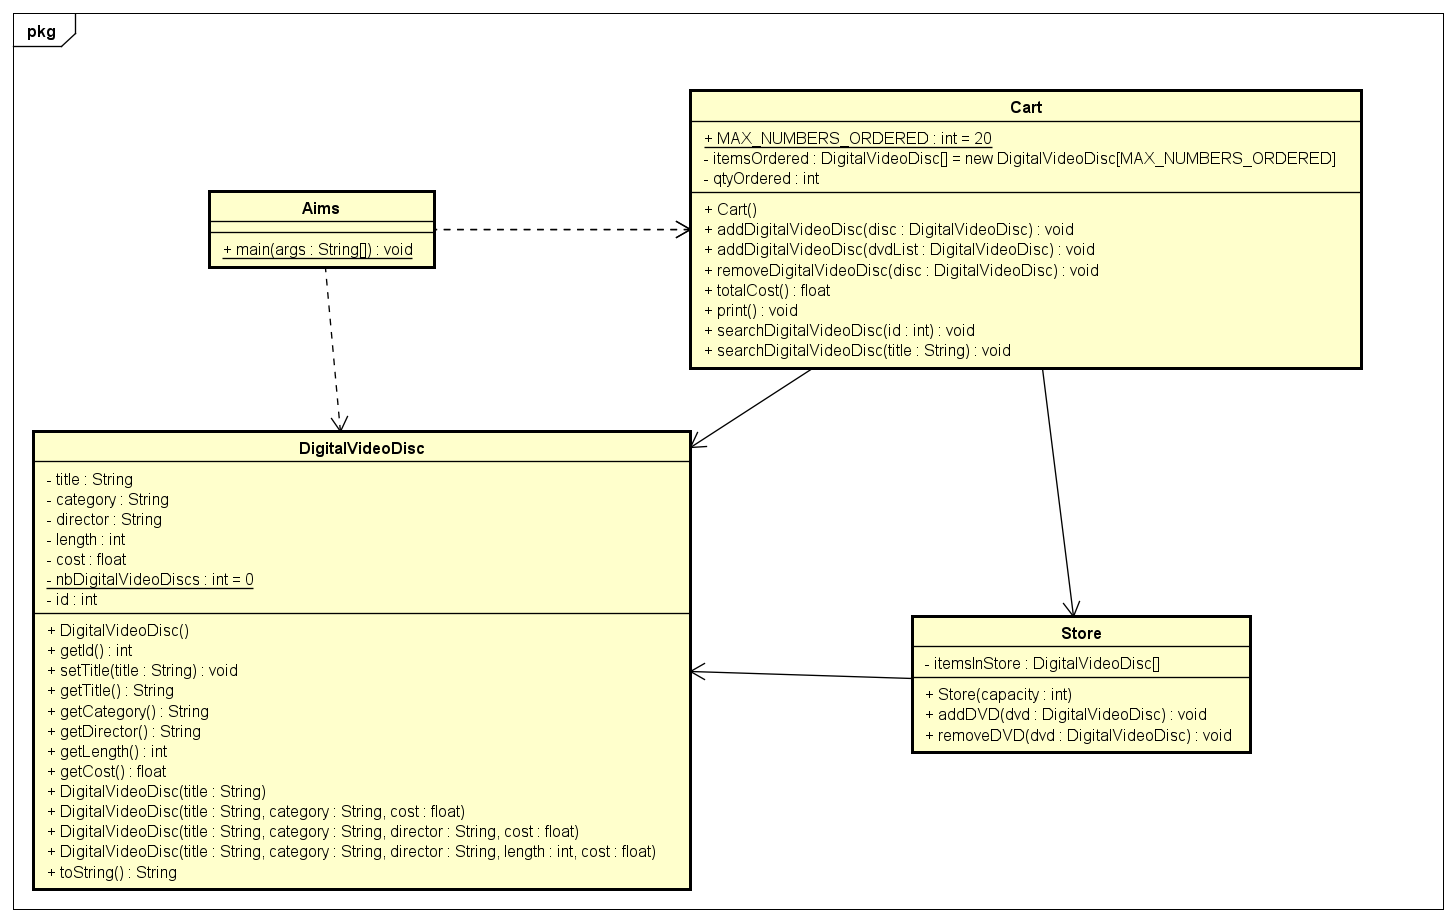 pkg
Cart
+ MAX_NUMBERS_ORDERED : int = 20
- itemsOrdered : DigitalVideoDisc[] = new DigitalVideoDisc[MAX_NUMBERS_ORDERED]
- qtyOrdered : int
+ Cart()
+ addDigitalVideoDisc(disc : DigitalVideoDisc) : void
+ addDigitalVideoDisc(dvdList : DigitalVideoDisc) : void
+ removeDigitalVideoDisc(disc : DigitalVideoDisc) : void
+ totalCost() : float
+ print() : void
+ searchDigitalVideoDisc(id : int) : void
+ searchDigitalVideoDisc(title : String) : void
Aims
+ main(args : String[]) : void
DigitalVideoDisc
- title : String
- category : String
- director : String
- length : int
- cost : float
- nbDigitalVideoDiscs : int = 0
- id : int
+ DigitalVideoDisc()
+ getId() : int
+ setTitle(title : String) : void
+ getTitle() : String
+ getCategory() : String
+ getDirector() : String
+ getLength() : int
+ getCost() : float
+ DigitalVideoDisc(title : String)
+ DigitalVideoDisc(title : String, category : String, cost : float)
+ DigitalVideoDisc(title : String, category : String, director : String, cost : float)
+ DigitalVideoDisc(title : String, category : String, director : String, length : int, cost : float)
+ toString() : String
Store
- itemsInStore : DigitalVideoDisc[]
+ Store(capacity : int)
+ addDVD(dvd : DigitalVideoDisc) : void
+ removeDVD(dvd : DigitalVideoDisc) : void